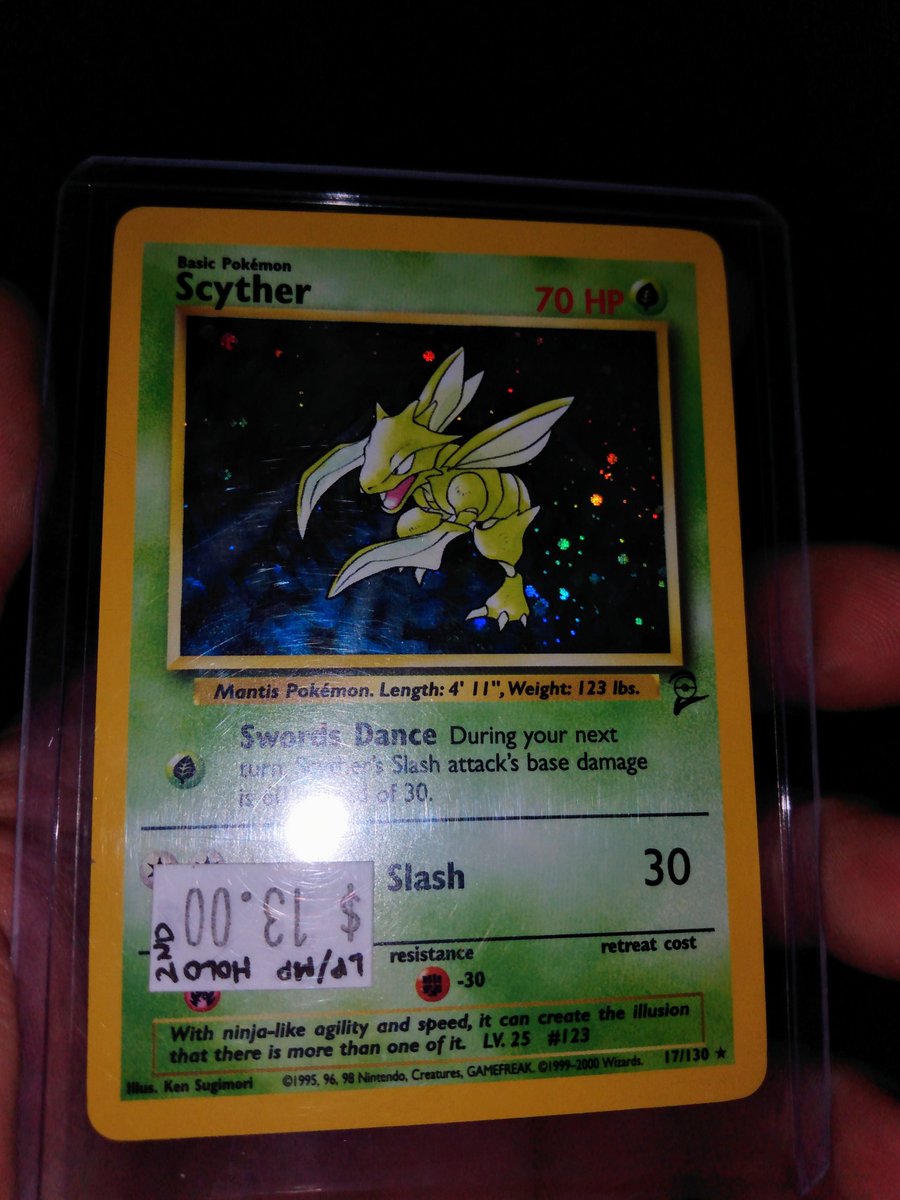 Basic Pokémon
Scyther
70 HP
Mantis Pokémon. Length: 4' 11", Weight: 123 lbs.
Swords Dance During your next
turn, Scyther's Slash attack's base damage
is of 30.
Slash
30
$ 13.00
LP/MP HOLO 2ND
resistance
retreat cost
-30
With ninja-like agility and speed, it can create the illusion
that there is more than one of it. LV. 25 #123
17/130
Illus. Ken Sugimori
©1995, 96, 98 Nintendo, Creatures, GAMEFREAK. ©1999-2000 Wizards.